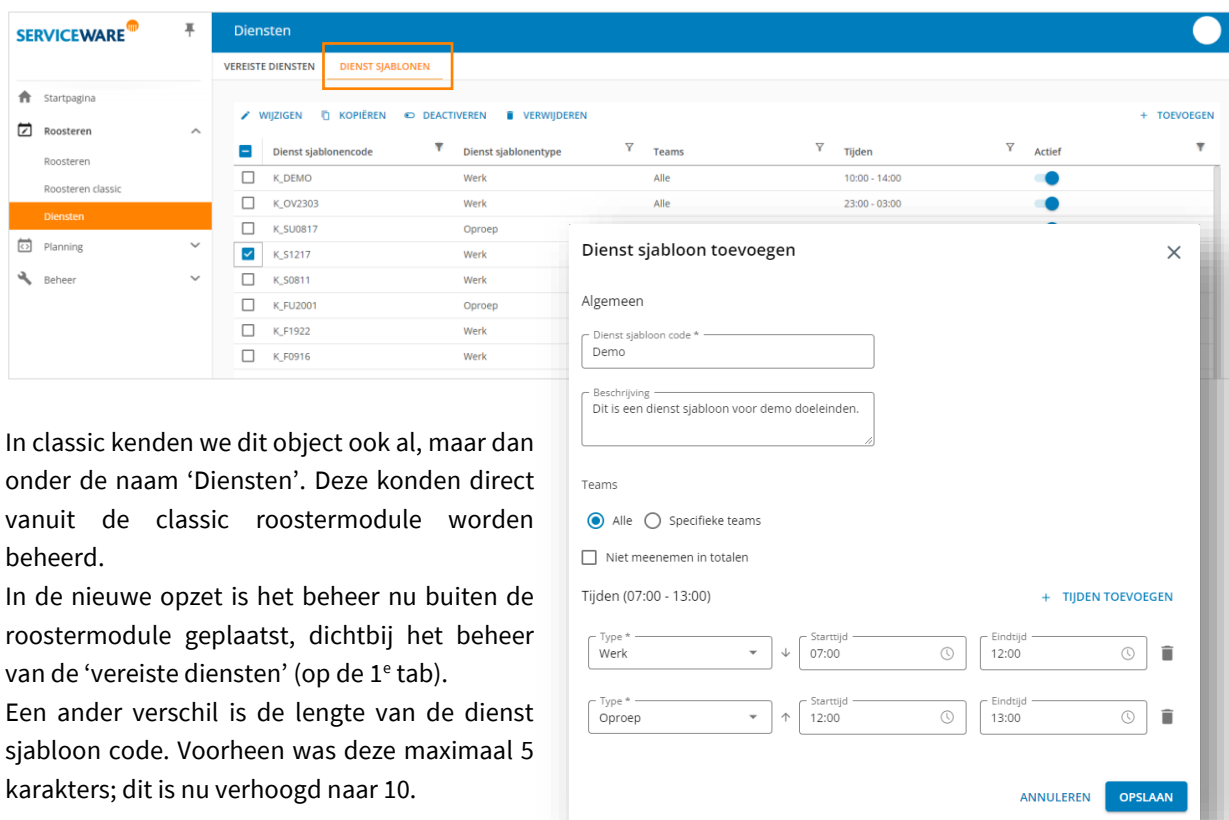 SERVICEWARE
Diensten
VEREISTE DIENSTEN DIENST SJABLONEN
Startpagina
Roosteren
Roosteren
Roosteren classic
Diensten
Planning
Beheer
WIJZIGEN KOPIËREN DEACTIVEREN VERWIJDEREN + TOEVOEGEN
Dienst sjablonencode Dienst sjablonentype Teams Tijden Actief
K_DEMO Werk Alle 10:00 - 14:00
K_OV2303 Werk Alle 23:00 - 03:00
K_SU0817 Oproep
K_S1217 Werk
K_S0811 Werk
K_FU2001 Oproep
K_F1922 Werk
K_F0916 Werk
In classic kenden we dit object ook al, maar dan
onder de naam ‘Diensten’. Deze konden direct
vanuit de classic roostermodule worden
beheerd.
In de nieuwe opzet is het beheer nu buiten de
roostermodule geplaatst, dichtbij het beheer
van de ‘vereiste diensten’ (op de 1e tab).
Een ander verschil is de lengte van de dienst
sjabloon code. Voorheen was deze maximaal 5
karakters; dit is nu verhoogd naar 10.
Dienst sjabloon toevoegen
Algemeen
Dienst sjabloon code *
Demo
Beschrijving
Dit is een dienst sjabloon voor demo doeleinden.
Teams
Alle Specifieke teams
Niet meenemen in totalen
Tijden (07:00 - 13:00) + TIJDEN TOEVOEGEN
Type * Starttijd Eindtijd
Werk 07:00 12:00
Type * Starttijd Eindtijd
Oproep 12:00 13:00
ANNULEREN OPSLAAN